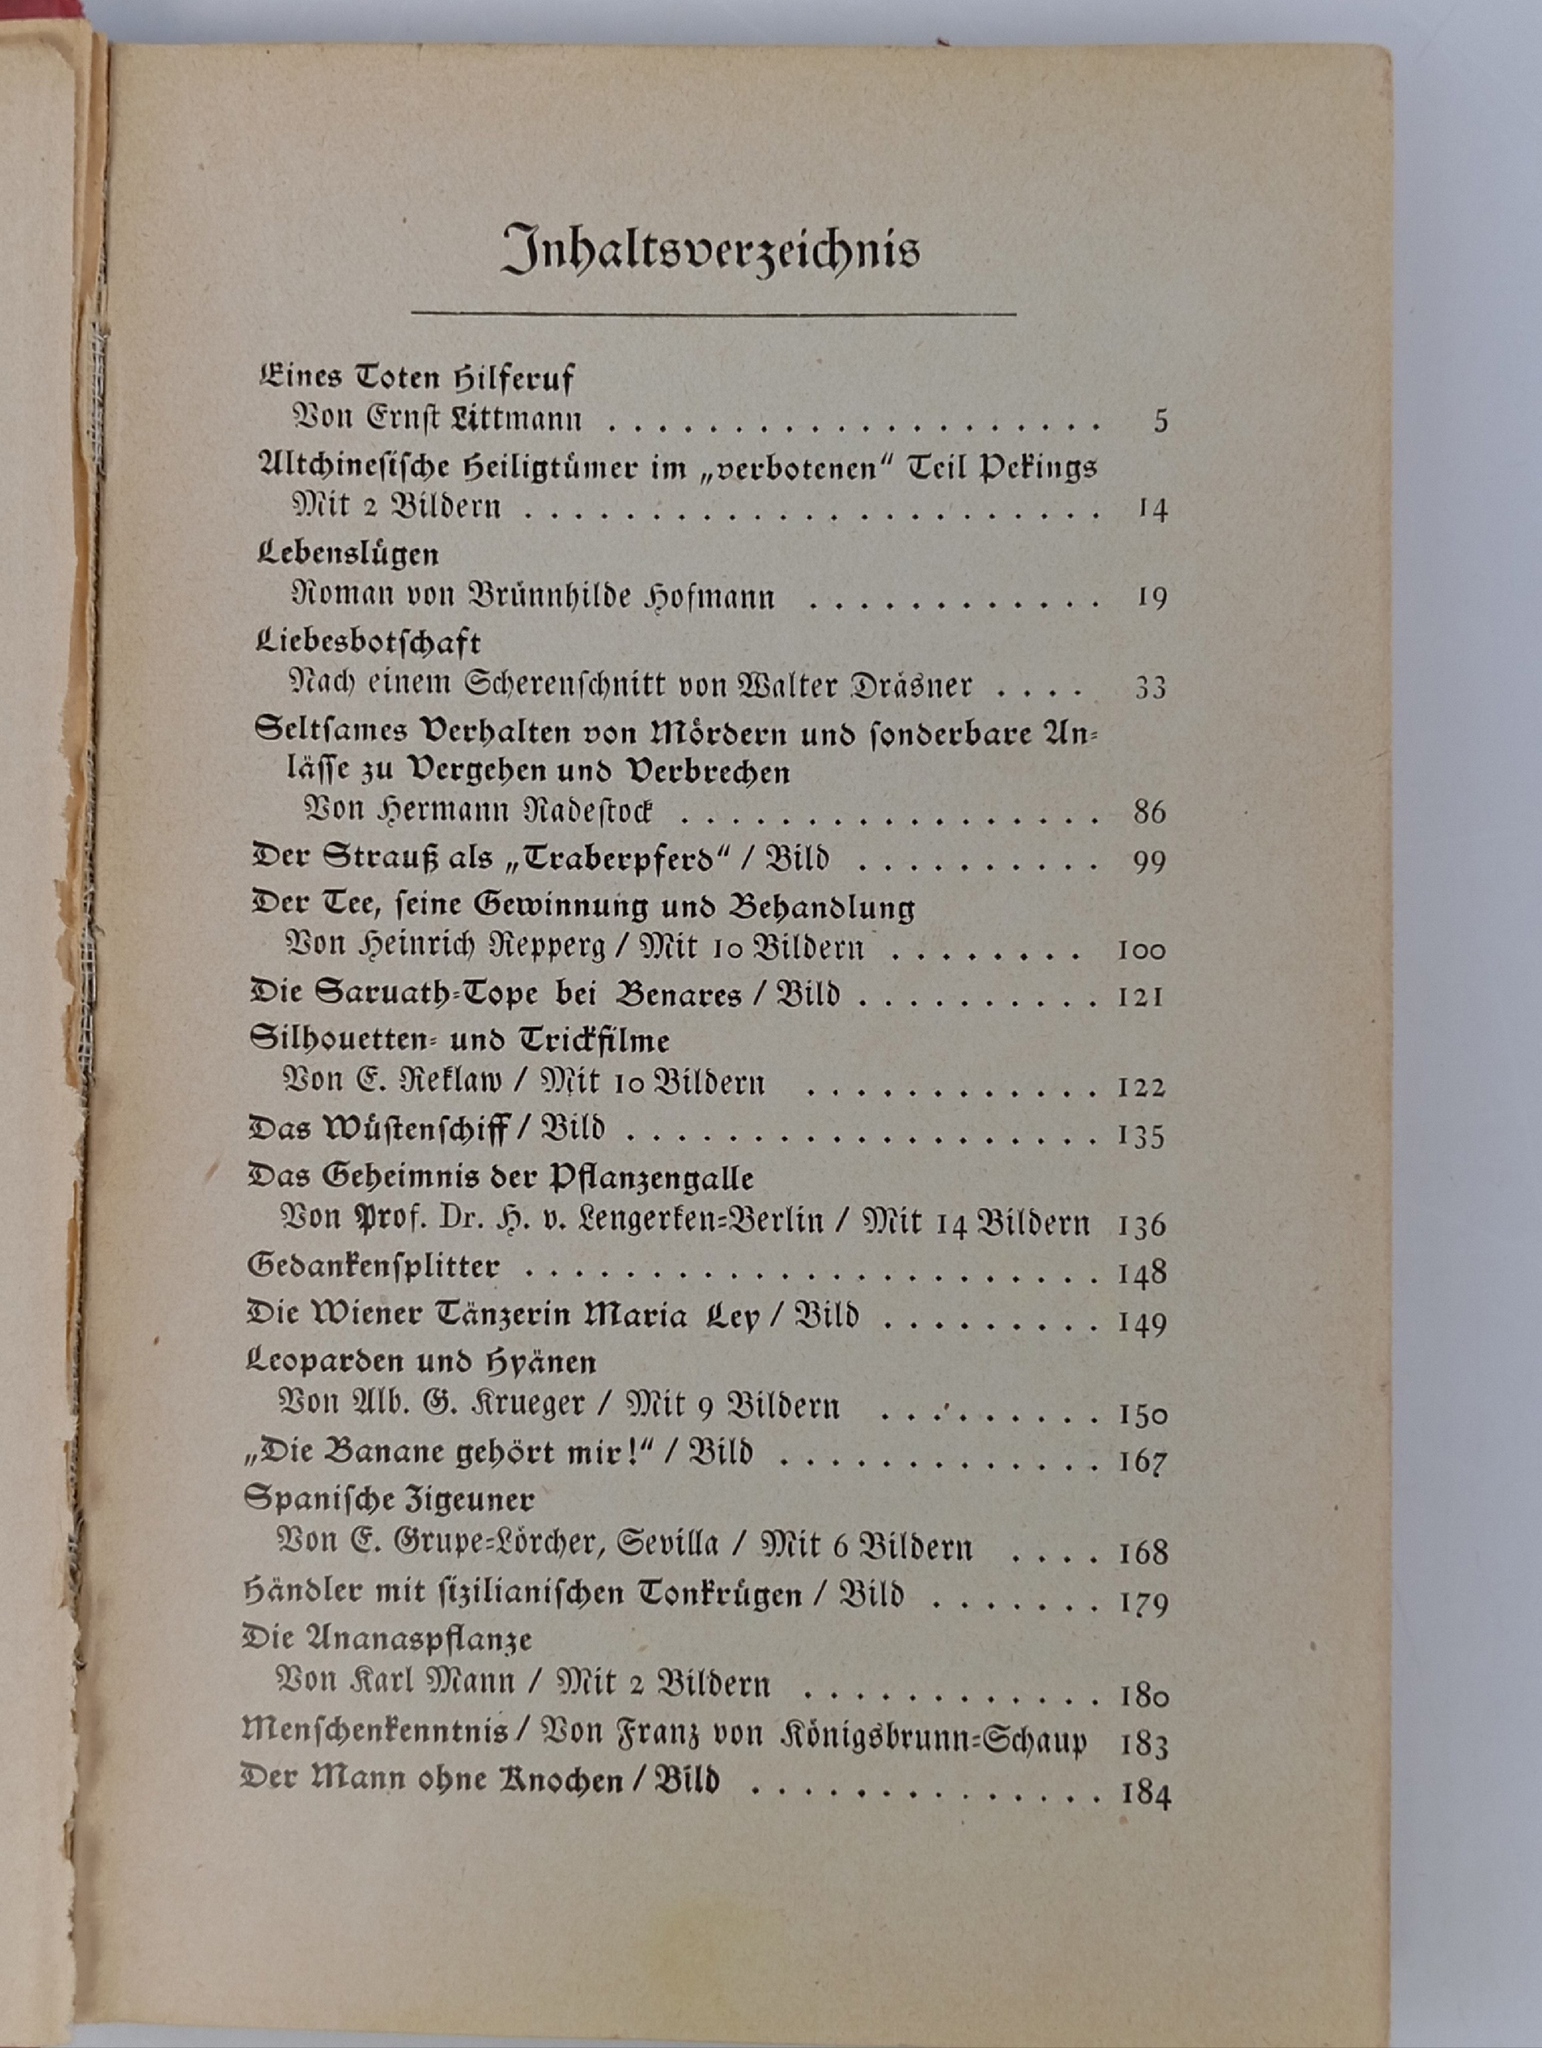 Inhaltsverzeichnis
Eines Toten Hilferuf
Von Ernst Littmann . . . . . . . . . . . . . . . . . . . . 5
Altchinesische Heiligtümer im „verbotenen“ Teil Pekings
Mit 2 Bildern . . . . . . . . . . . . . . . . . . . . . . . 14
Lebenslügen
Roman von Brünnhilde Hofmann . . . . . . . . . . . . 19
Liebesbotschaft
Nach einem Scherenschnitt von Walter Dräsner . . . . 33
Seltsames Verhalten von Mördern und sonderbare An-
lässe zu Vergehen und Verbrechen
Von Hermann Radestock . . . . . . . . . . . . . . . . . 86
Der Strauß als „Traberpferd“ / Bild . . . . . . . . . . 99
Der Tee, seine Gewinnung und Behandlung
Von Heinrich Repperg / Mit 10 Bildern . . . . . . . . 100
Die Saruath-Tope bei Benares / Bild . . . . . . . . . . 121
Silhouetten- und Trickfilme
Von E. Reklaw / Mit 10 Bildern . . . . . . . . . . . . 122
Das Wüstenschiff / Bild . . . . . . . . . . . . . . . . . . . 135
Das Geheimnis der Pflanzengalle
Von Prof. Dr. H. v. Lengerken-Berlin / Mit 14 Bildern 136
Gedankensplitter . . . . . . . . . . . . . . . . . . . . . . . 148
Die Wiener Tänzerin Maria Ley / Bild . . . . . . . . . 149
Leoparden und Hyänen
Von Alb. G. Krueger / Mit 9 Bildern . . . . . . . . . 150
„Die Banane gehört mir!“ / Bild . . . . . . . . . . . . . 167
Spanische Zigeuner
Von E. Grupe-Lörcher, Sevilla / Mit 6 Bildern . . . . 168
Händler mit sizilianischen Tonkrügen / Bild . . . . . . . 179
Die Ananaspflanze
Von Karl Mann / Mit 2 Bildern . . . . . . . . . . . . 180
Menschenkenntnis / Von Franz von Königsbrunn-Schaup 183
Der Mann ohne Knochen / Bild . . . . . . . . . . . . . . 184